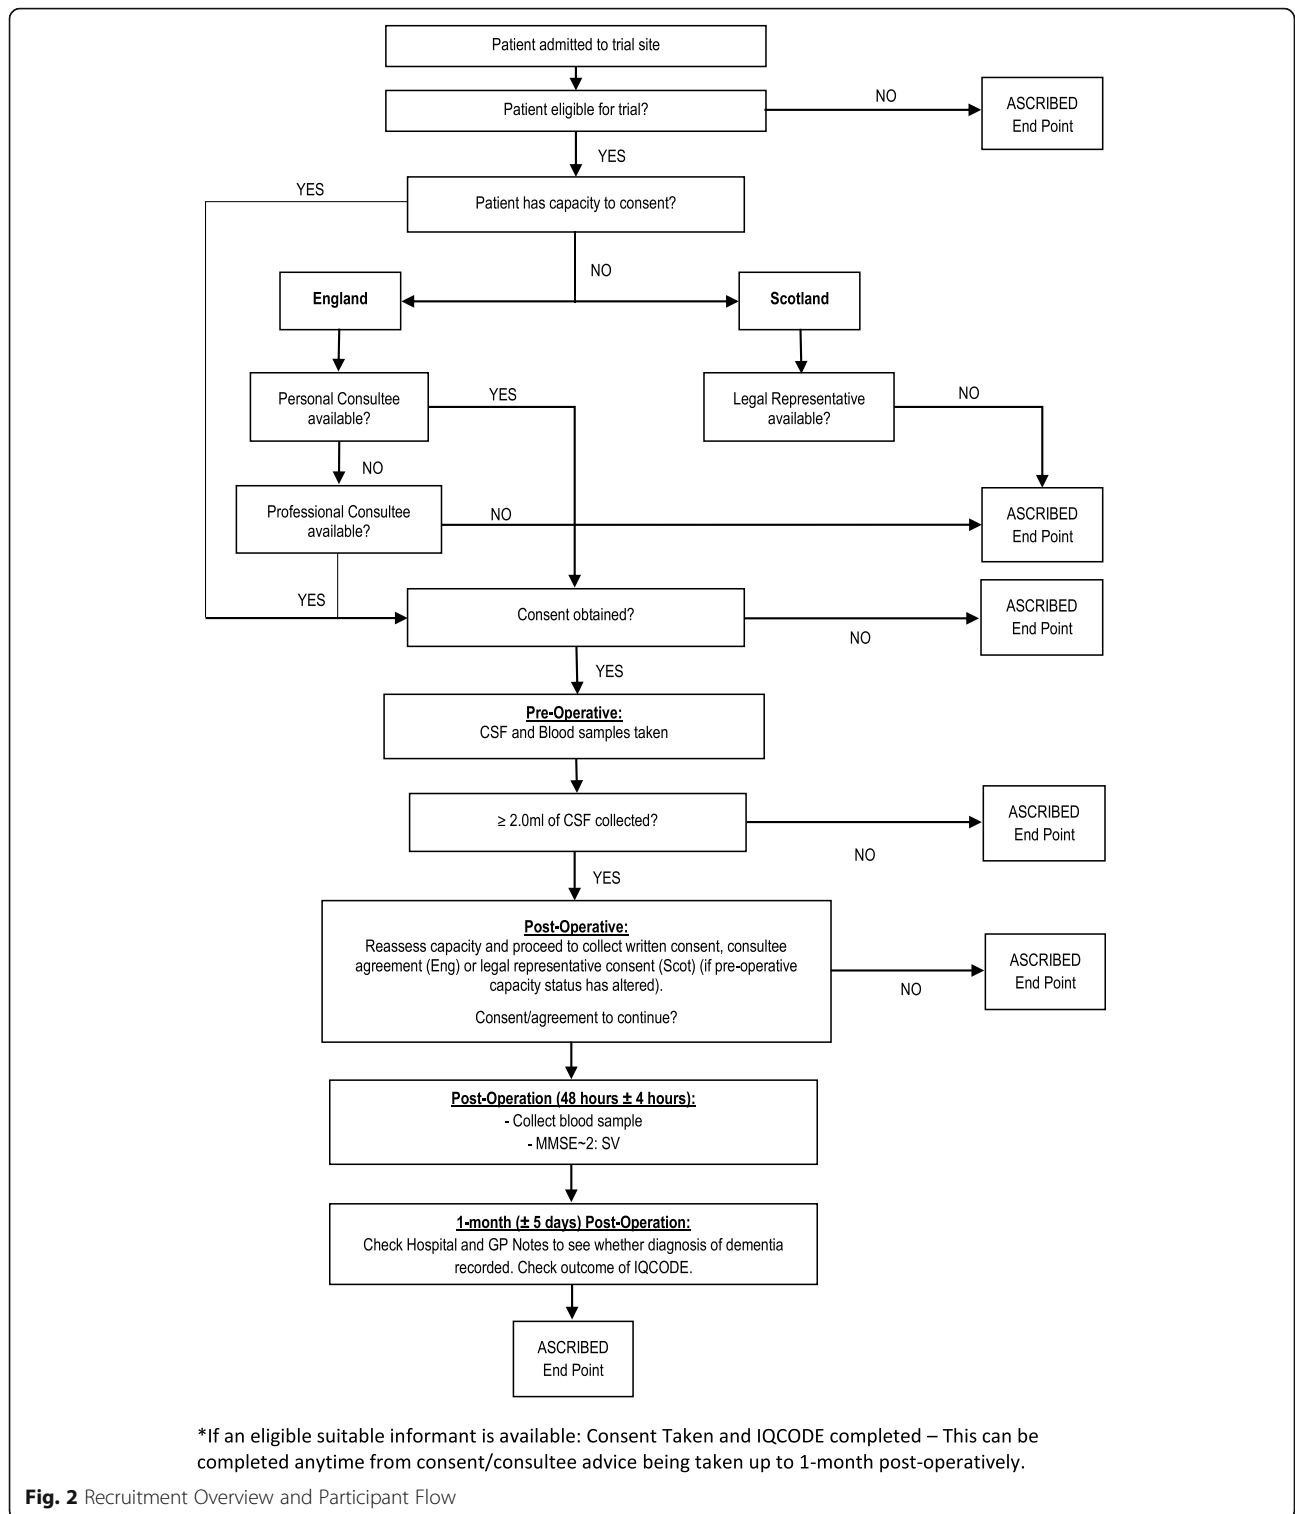 Patient admitted to trial site
Patient eligible for trial?
NO
ASCRIBED
End Point
YES
YES
Patient has capacity to consent?
NO
England
Scotland
Personal Consultee
available?
YES
Legal Representative
available?
NO
NO
Professional Consultee
available?
NO
ASCRIBED
End Point
YES
Consent obtained?
NO
ASCRIBED
End Point
YES
Pre-Operative:
CSF and Blood samples taken
≥ 2.0ml of CSF collected?
NO
ASCRIBED
End Point
YES
Post-Operative:
Reassess capacity and proceed to collect written consent, consultee
agreement (Eng) or legal representative consent (Scot) (if pre-operative
capacity status has altered).
Consent/agreement to continue?
NO
ASCRIBED
End Point
Post-Operation (48 hours ± 4 hours):
- Collect blood sample
- MMSE~2: SV
1-month (± 5 days) Post-Operation:
Check Hospital and GP Notes to see whether diagnosis of dementia
recorded. Check outcome of IQCODE.
ASCRIBED
End Point
*If an eligible suitable informant is available: Consent Taken and IQCODE completed – This can be
completed anytime from consent/consultee advice being taken up to 1-month post-operatively.
Fig. 2 Recruitment Overview and Participant Flow